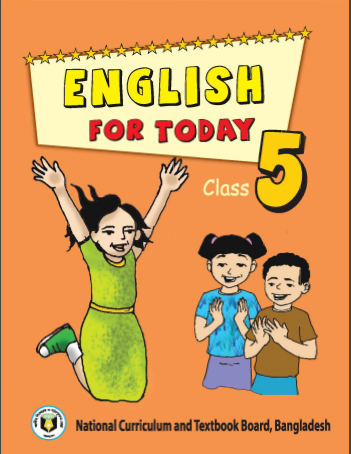 ENGLISH
FOR TODAY
Class 5
National Curriculum and Textbook Board, Bangladesh